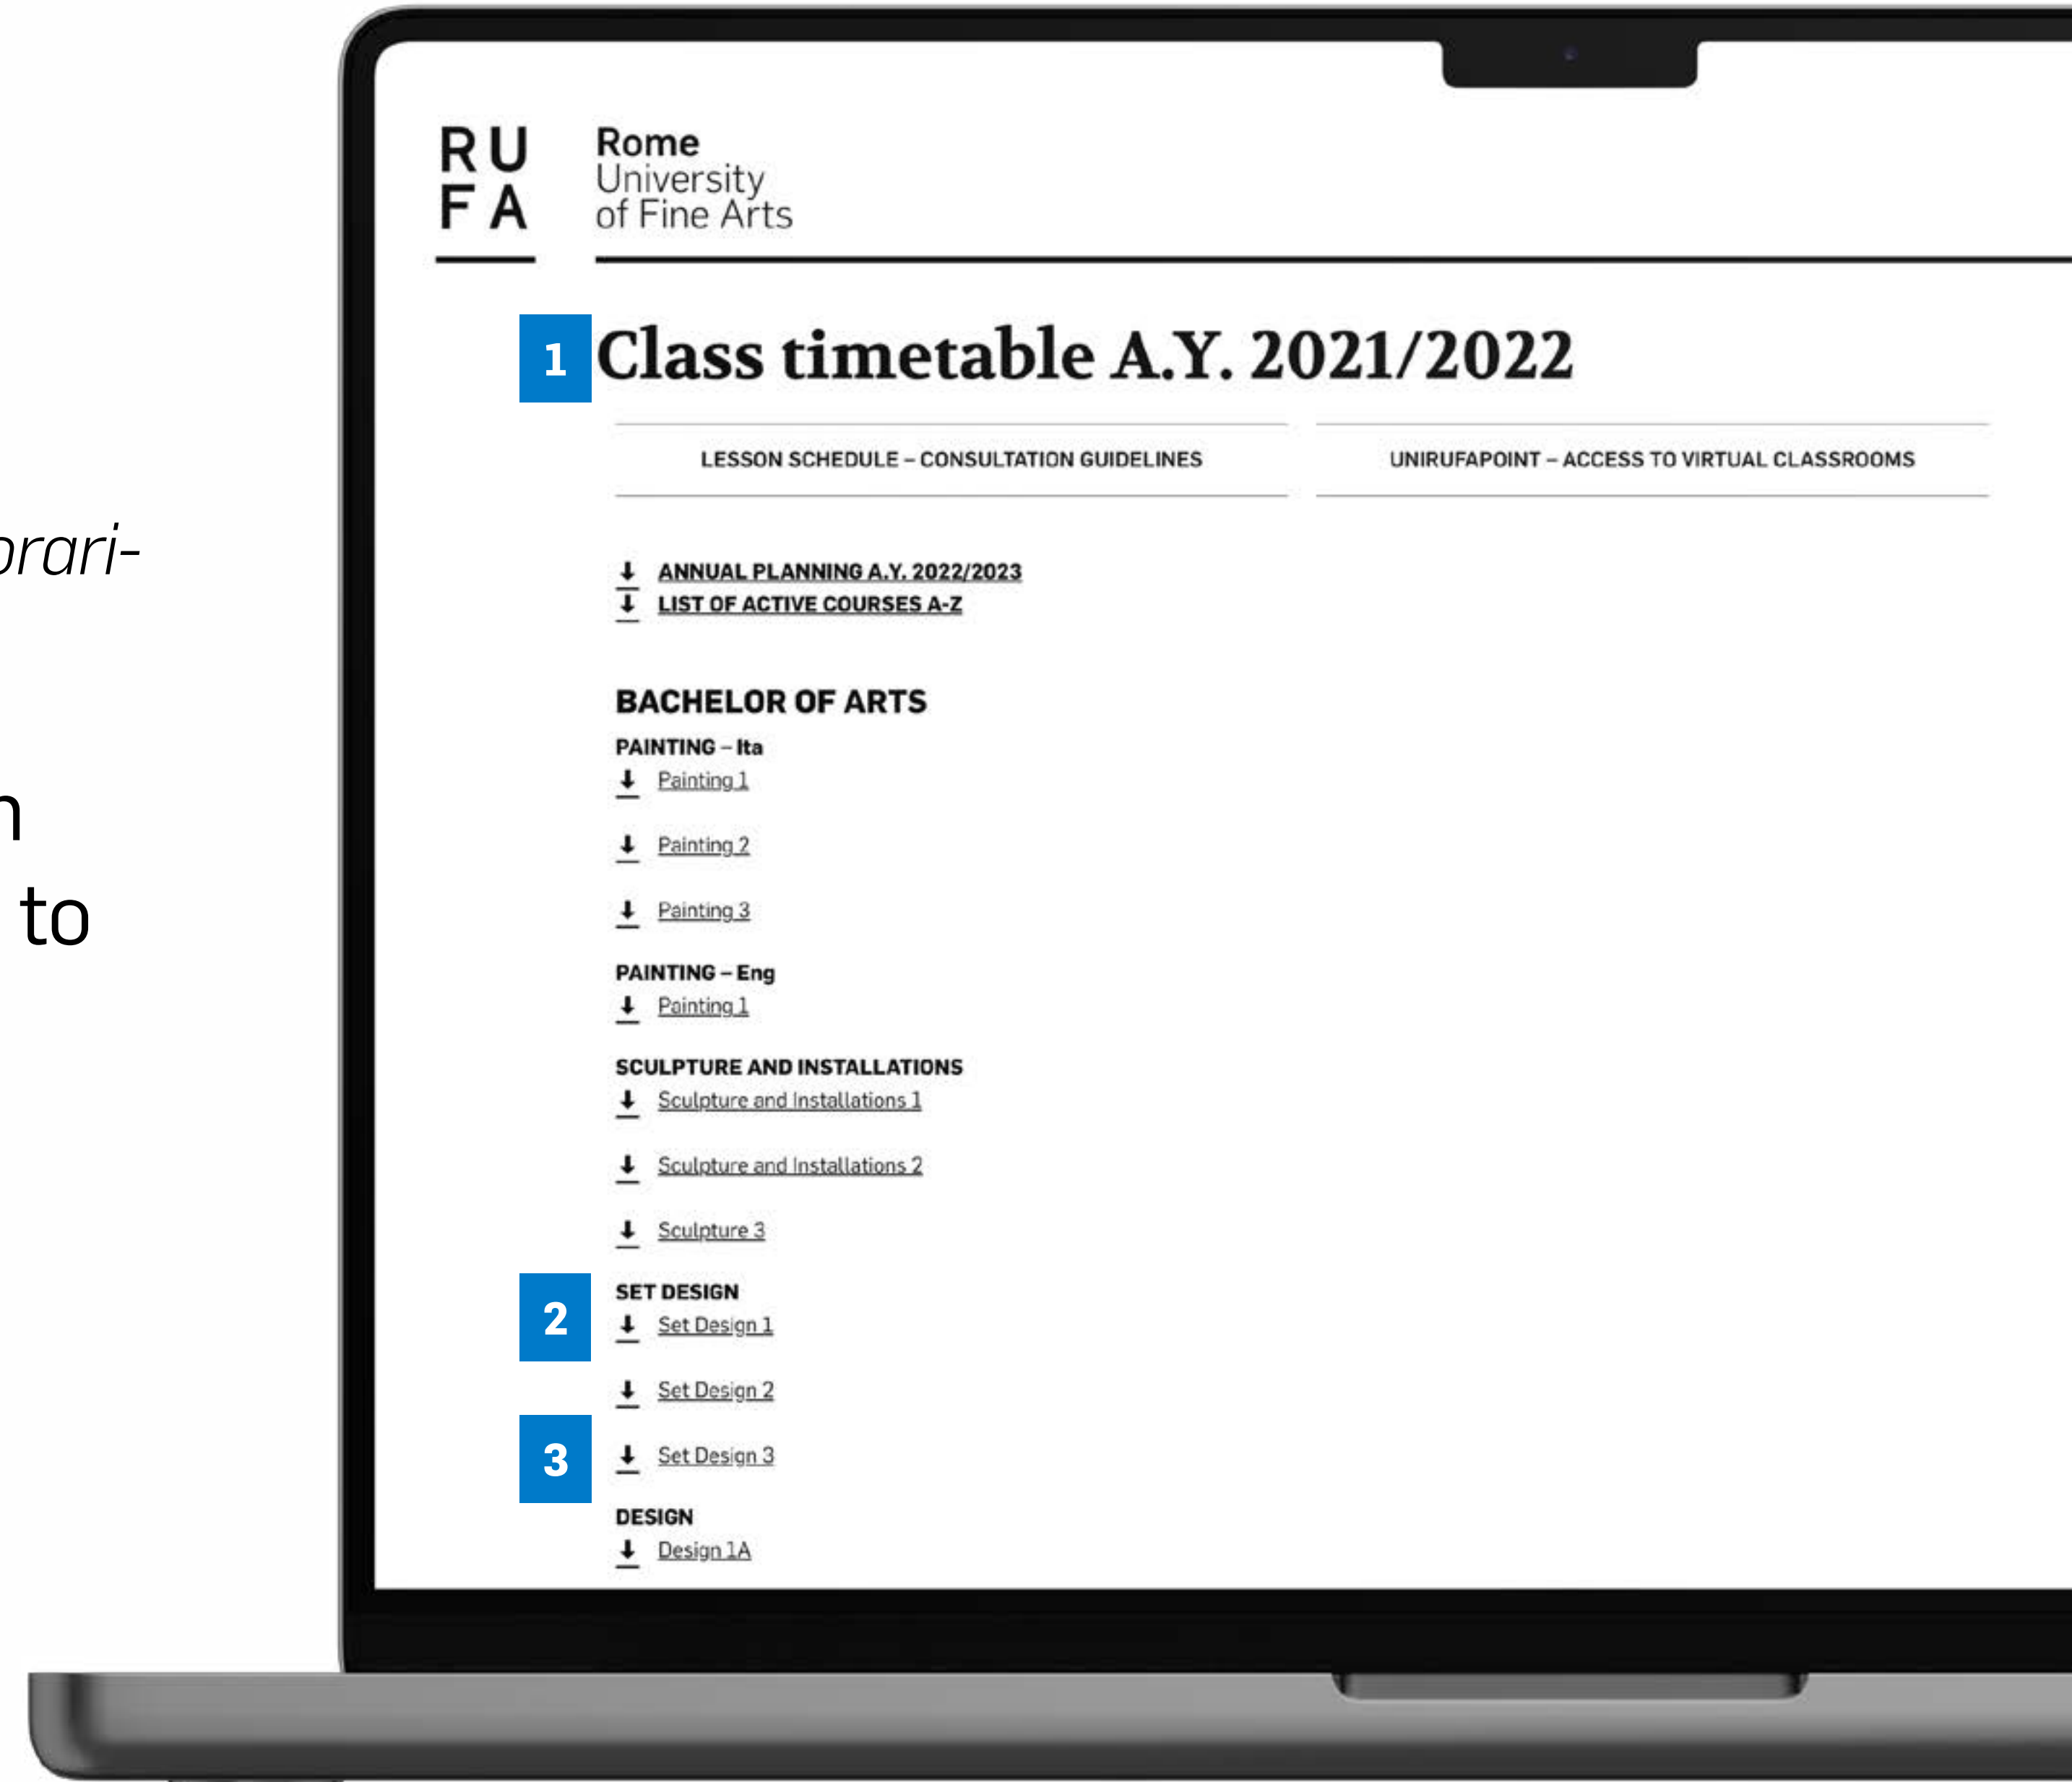 orari-
n
to
RU
FA
Rome
University
of Fine Arts
1
Class timetable A.Y. 2021/2022
LESSON SCHEDULE – CONSULTATION GUIDELINES
UNIRUFAPOINT – ACCESS TO VIRTUAL CLASSROOMS
ANNUAL PLANNING A.Y. 2022/2023
LIST OF ACTIVE COURSES A-Z
BACHELOR OF ARTS
PAINTING – Ita
Painting 1
Painting 2
Painting 3
PAINTING – Eng
Painting 1
SCULPTURE AND INSTALLATIONS
Sculpture and Installations 1
Sculpture and Installations 2
Sculpture 3
2
SET DESIGN
Set Design 1
Set Design 2
3
Set Design 3
DESIGN
Design 1A